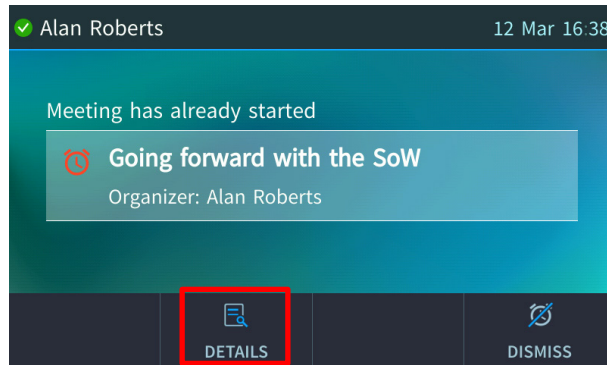 Alan Roberts 12 Mar 16:38
Meeting has already started
Going forward with the SoW
Organizer: Alan Roberts
DETAILS DISMISS